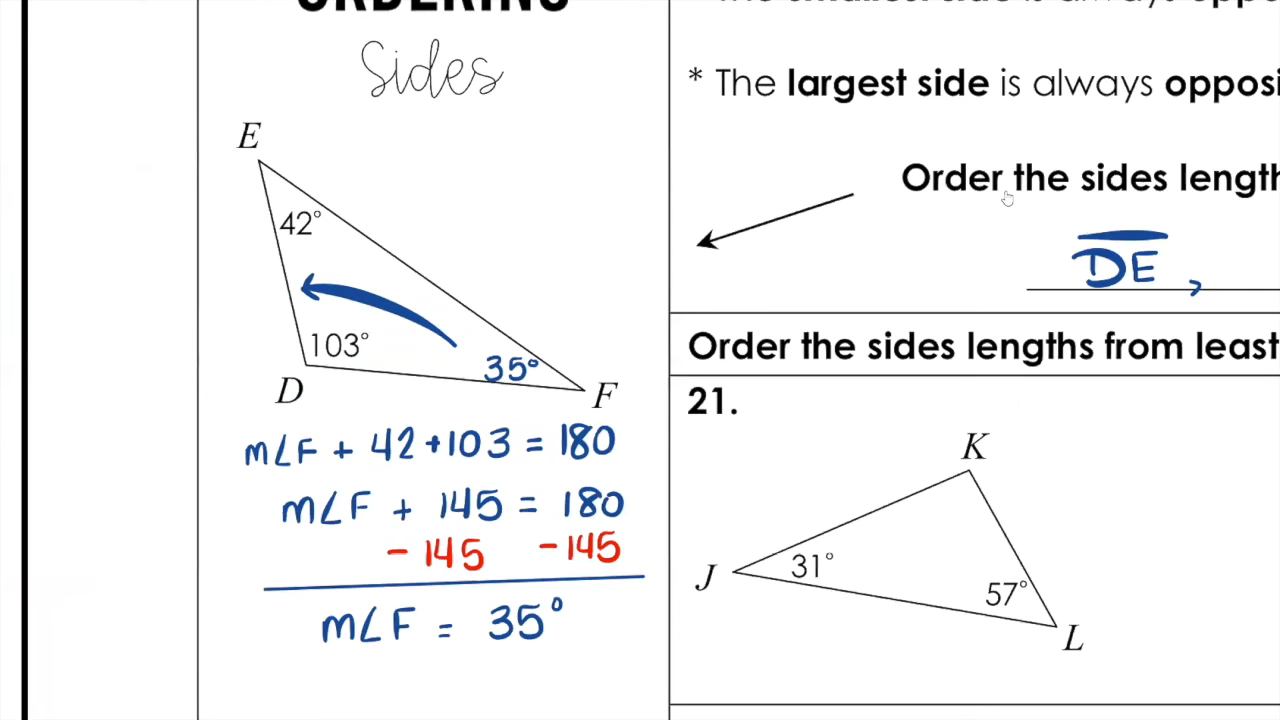 ORDERING
Sides
E
42°
103°
35°
D
F
m∠F + 42 + 103 = 180
m∠F + 145 = 180
- 145 - 145
m∠F = 35°
* The largest side is always
Order the sides
DE ,
Order the sides lengths from least
21.
K
J
31°
57°
L